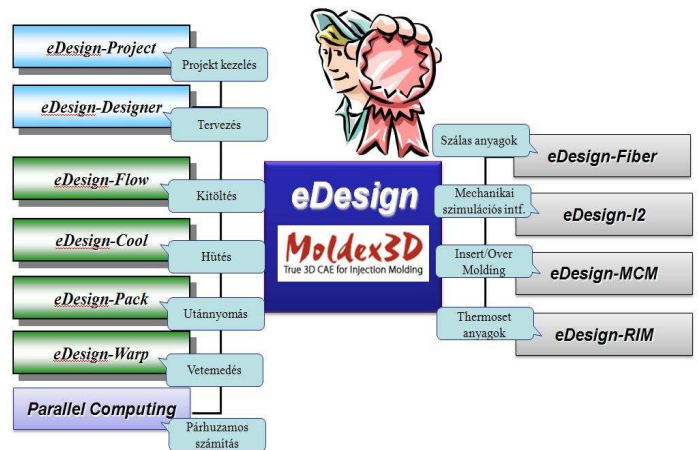 eDesign-Project
Projekt kezelés
eDesign-Designer
Tervezés
eDesign-Flow
Kitöltés
eDesign-Cool
Hűtés
eDesign-Pack
Utánnyomás
eDesign-Warp
Vetemedés
Parallel Computing
Párhuzamos
számítás
eDesign
Moldex3D
True 3D CAE for Injection Molding
Szálas anyagok
eDesign-Fiber
Mechanikai
szimulációs intf.
eDesign-I2
Insert/Over
Molding
eDesign-MCM
Thermoset
anyagok
eDesign-RIM